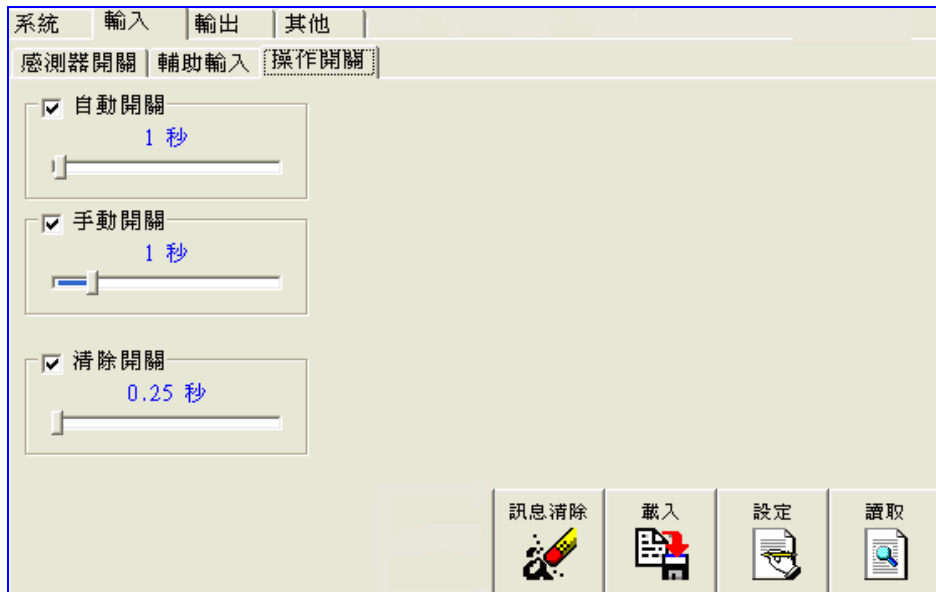 系統 輸入 輸出 其他
感測器開關 輔助輸入 操作開關
自動開關
1 秒
手動開關
1 秒
清除開關
0.25 秒
訊息清除 載入 設定 讀取